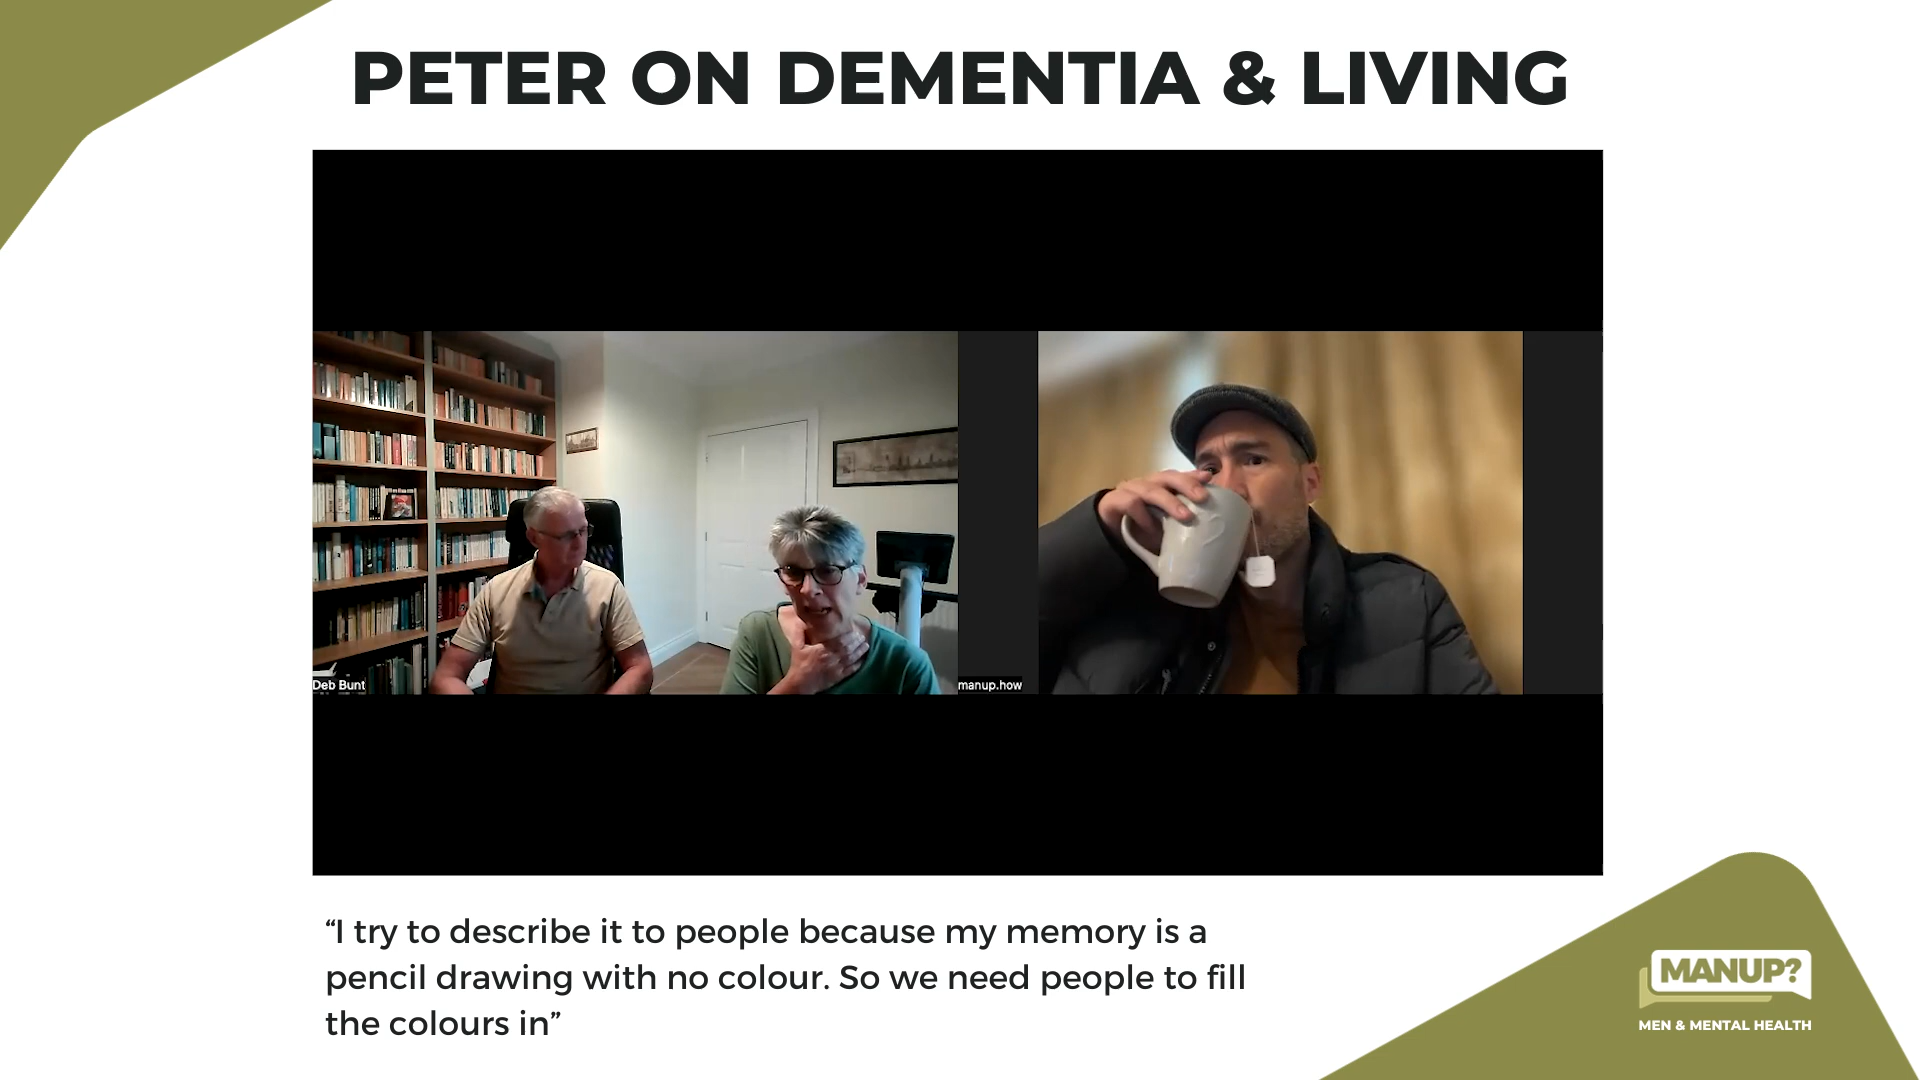 PETER ON DEMENTIA & LIVING
Deb Bunt
manup.how
“I try to describe it to people because my memory is a
pencil drawing with no colour. So we need people to fill
the colours in”
MANUP?
MEN & MENTAL HEALTH